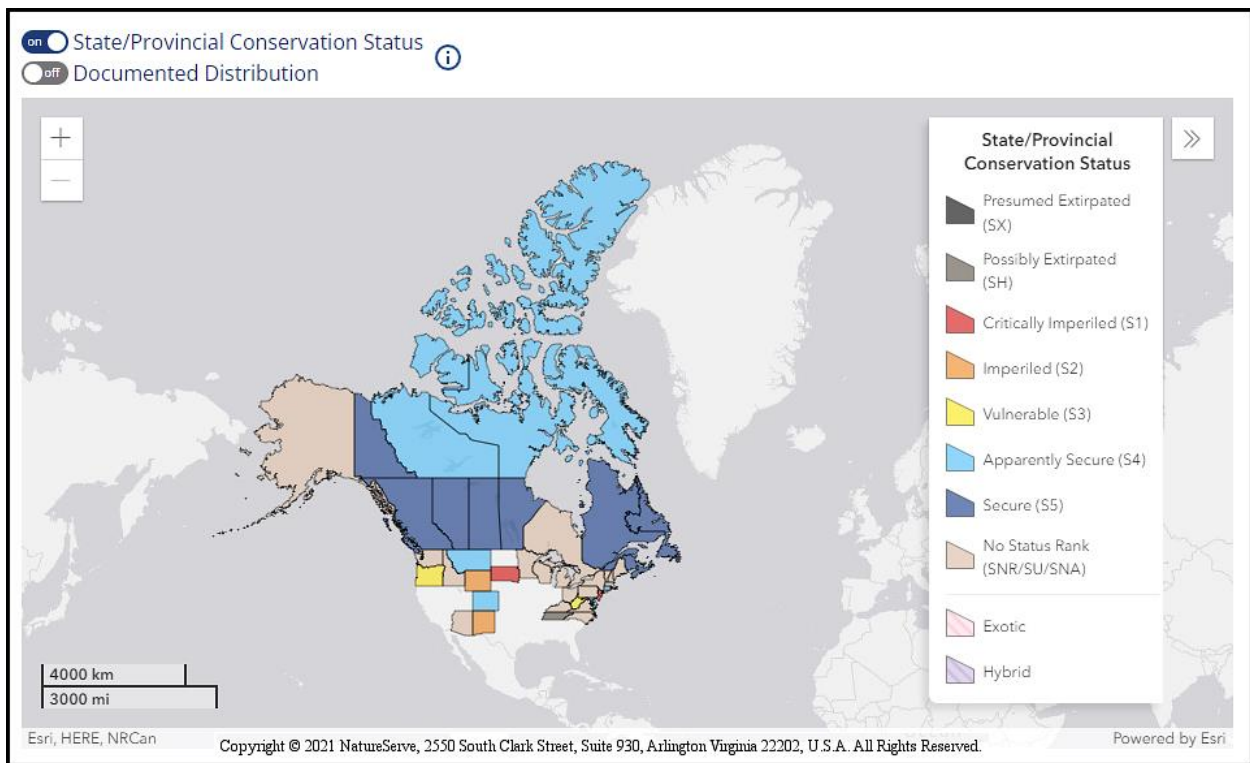 on State/Provincial Conservation Status
off Documented Distribution
i
+
−
State/Provincial
Conservation Status
Presumed Extirpated
(SX)
Possibly Extirpated
(SH)
Critically Imperiled (S1)
Imperiled (S2)
Vulnerable (S3)
Apparently Secure (S4)
Secure (S5)
No Status Rank
(SNR/SU/SNA)
Exotic
Hybrid
4000 km
3000 mi
Esri, HERE, NRCan
Copyright © 2021 NatureServe, 2550 South Clark Street, Suite 930, Arlington Virginia 22202, U.S.A. All Rights Reserved.
Powered by Esri